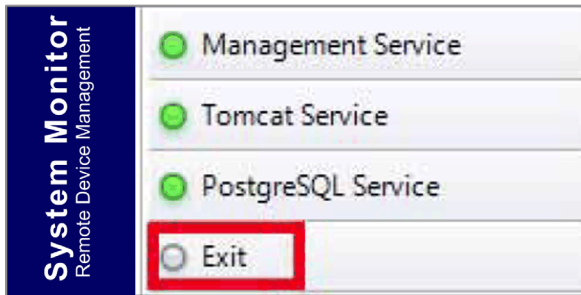 System Monitor
Remote Device Management
Management Service
Tomcat Service
PostgreSQL Service
Exit